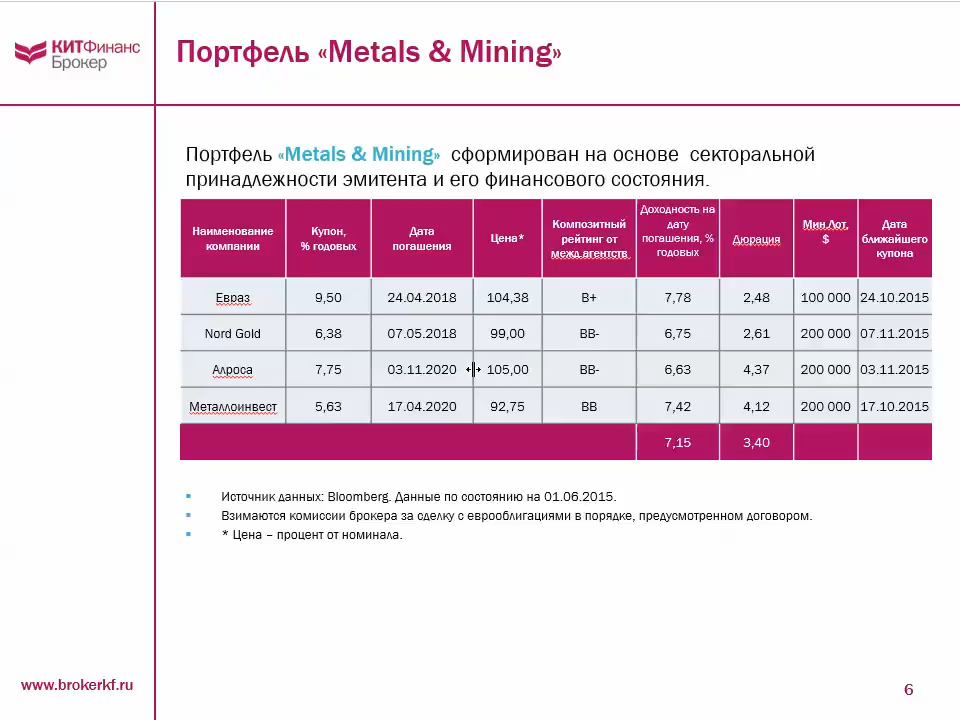 КИТФинанс
Брокер
Портфель «Metals & Mining»
Портфель «Metals & Mining» сформирован на основе секторальной
принадлежности эмитента и его финансового состояния.
Наименование компании Купон, % годовых Дата погашения Цена* Композитный рейтинг от межд.агентств Доходность на дату погашения, % годовых Дюрация Мин.Лот, $ Дата ближайшего купона
Евраз 9,50 24.04.2018 104,38 B+ 7,78 2,48 100 000 24.10.2015
Nord Gold 6,38 07.05.2018 99,00 BB- 6,75 2,61 200 000 07.11.2015
Алроса 7,75 03.11.2020 105,00 BB- 6,63 4,37 200 000 03.11.2015
Металлоинвест 5,63 17.04.2020 92,75 BB 7,42 4,12 200 000 17.10.2015
7,15 3,40
Источник данных: Bloomberg. Данные по состоянию на 01.06.2015.
Взимаются комиссии брокера за сделку с еврооблигациями в порядке, предусмотренном договором.
* Цена – процент от номинала.
www.brokerkf.ru
6